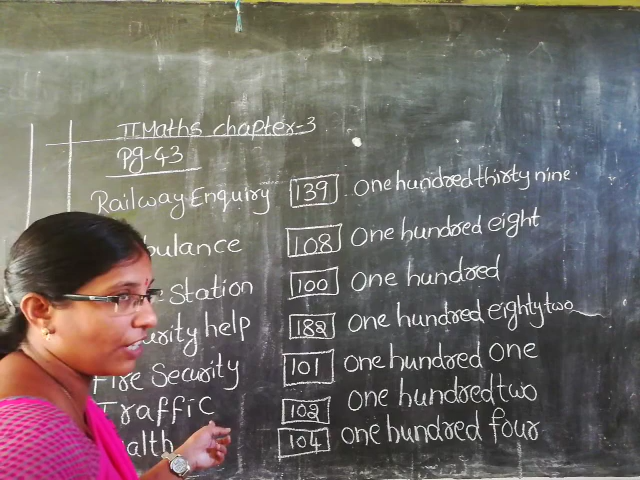 II Maths chapter-3
Pg-43
Railway Enquiry 139 One hundred thirty nine
bulance 108 One hundred eight
Station 100 One hundred
urity help 182 One hundred eighty two
Fire Security 101 One hundred One
Traffic 102 One hundred two
alth 104 One hundred four